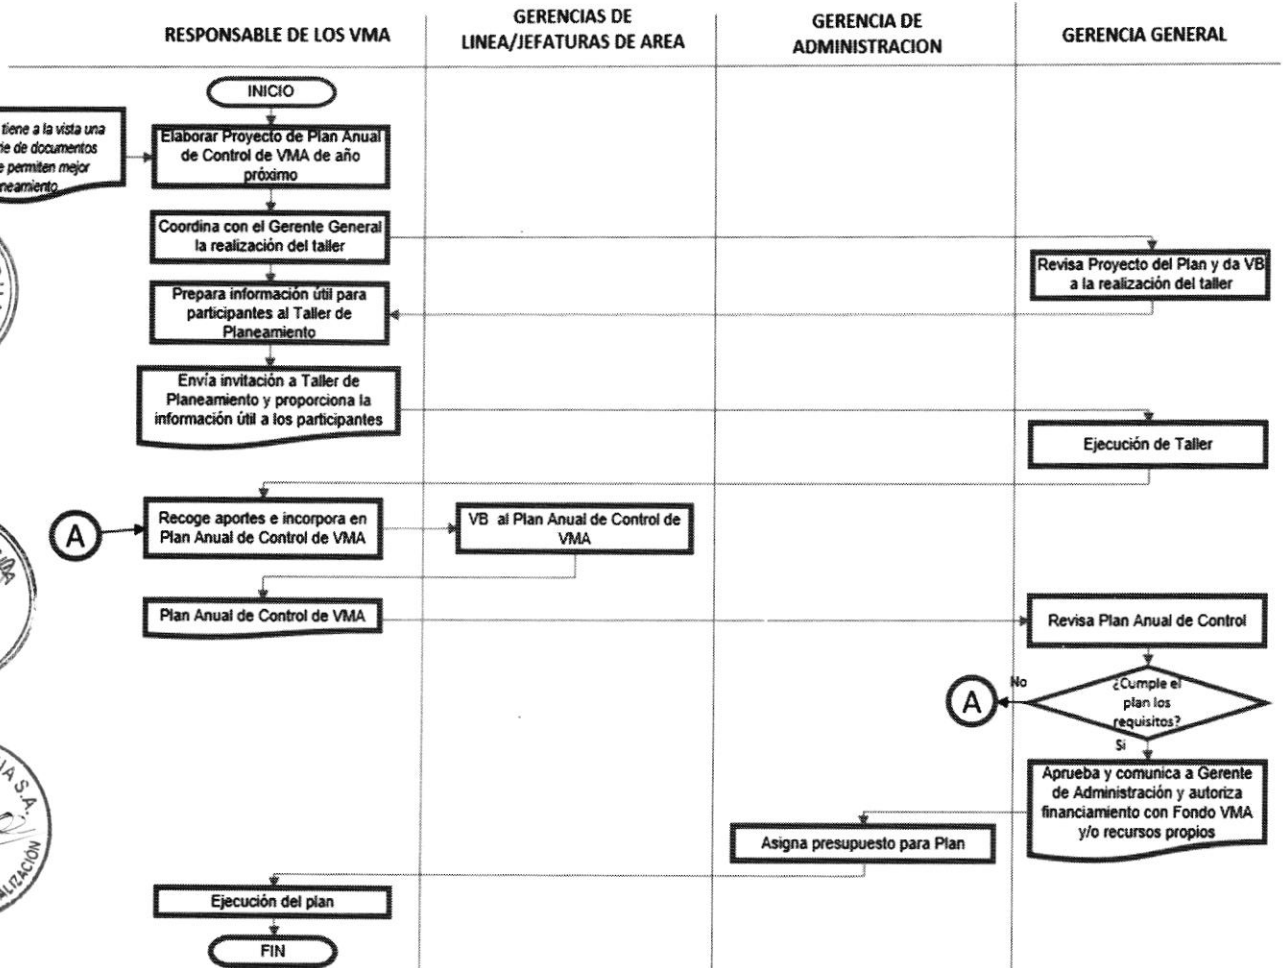 RESPONSABLE DE LOS VMA
GERENCIAS DE
LINEA/JEFATURAS DE AREA
GERENCIA DE
ADMINISTRACION
GERENCIA GENERAL
INICIO
tiene a la vista una
ie de documentos
e permiten mejor
neamiento
Elaborar Proyecto de Plan Anual
de Control de VMA de año
próximo
Coordina con el Gerente General
la realización del taller
Revisa Proyecto del Plan y da VB
a la realización del taller
Prepara información útil para
participantes al Taller de
Planeamiento
Envía invitación a Taller de
Planeamiento y proporciona la
información útil a los participantes
Ejecución de Taller
A
Recoge aportes e incorpora en
Plan Anual de Control de VMA
VB al Plan Anual de Control de
VMA
Plan Anual de Control de VMA
Revisa Plan Anual de Control
¿Cumple el
plan los
requisitos?
No
A
Si
Aprueba y comunica a Gerente
de Administración y autoriza
financiamiento con Fondo VMA
y/o recursos propios
Asigna presupuesto para Plan
Ejecución del plan
FIN
S.A.